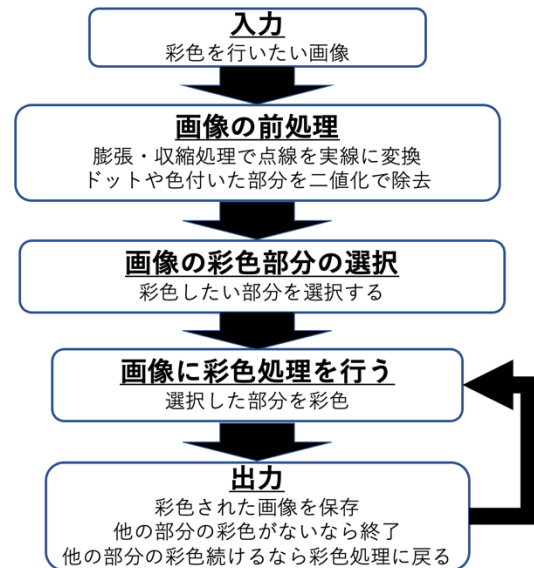 入力
彩色を行いたい画像
画像の前処理
膨張・収縮処理で点線を実線に変換
ドットや色付いた部分を二値化で除去
画像の彩色部分の選択
彩色したい部分を選択する
画像に彩色処理を行う
選択した部分を彩色
出力
彩色された画像を保存
他の部分の彩色がないなら終了
他の部分の彩色続けるなら彩色処理に戻る